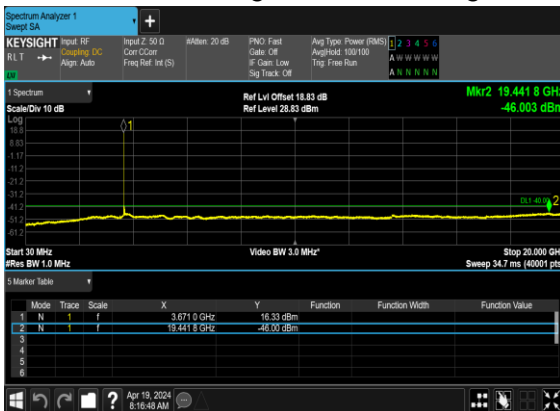 Spectrum Analyzer 1
Swept SA
KEYSIGHT Input: RF Input Z: 50 Ω #Atten: 20 dB PNO: Fast Avg Type: Power (RMS) 1 2 3 4 5 6
R L T Coupling: DC Corr CCorr Gate: Off Avg|Hold: 100/100 A W W W W W
Align: Auto Freq Ref: Int (S) IF Gain: Low Trig: Free Run
Sig Track: Off A N N N N N
1 Spectrum Ref Lvl Offset 18.83 dB Mkr2 19.441 8 GHz
Scale/Div 10 dB Ref Level 28.83 dBm -46.003 dBm
Log
18.8
8.83
-1.17
-11.2
-21.2
-31.2
-41.2
-51.2
-61.2
1
2
Start 30 MHz Video BW 3.0 MHz* Stop 20.000 GH
#Res BW 1.0 MHz Sweep 34.7 ms (40001 pts
5 Marker Table
Mode Trace Scale X Y Function Function Width Function Value
1 N 1 f 3.671 0 GHz 16.33 dBm
2 N 1 f 19.441 8 GHz -46.00 dBm
3
4
5
6
? Apr 19, 2024
8:16:48 AM